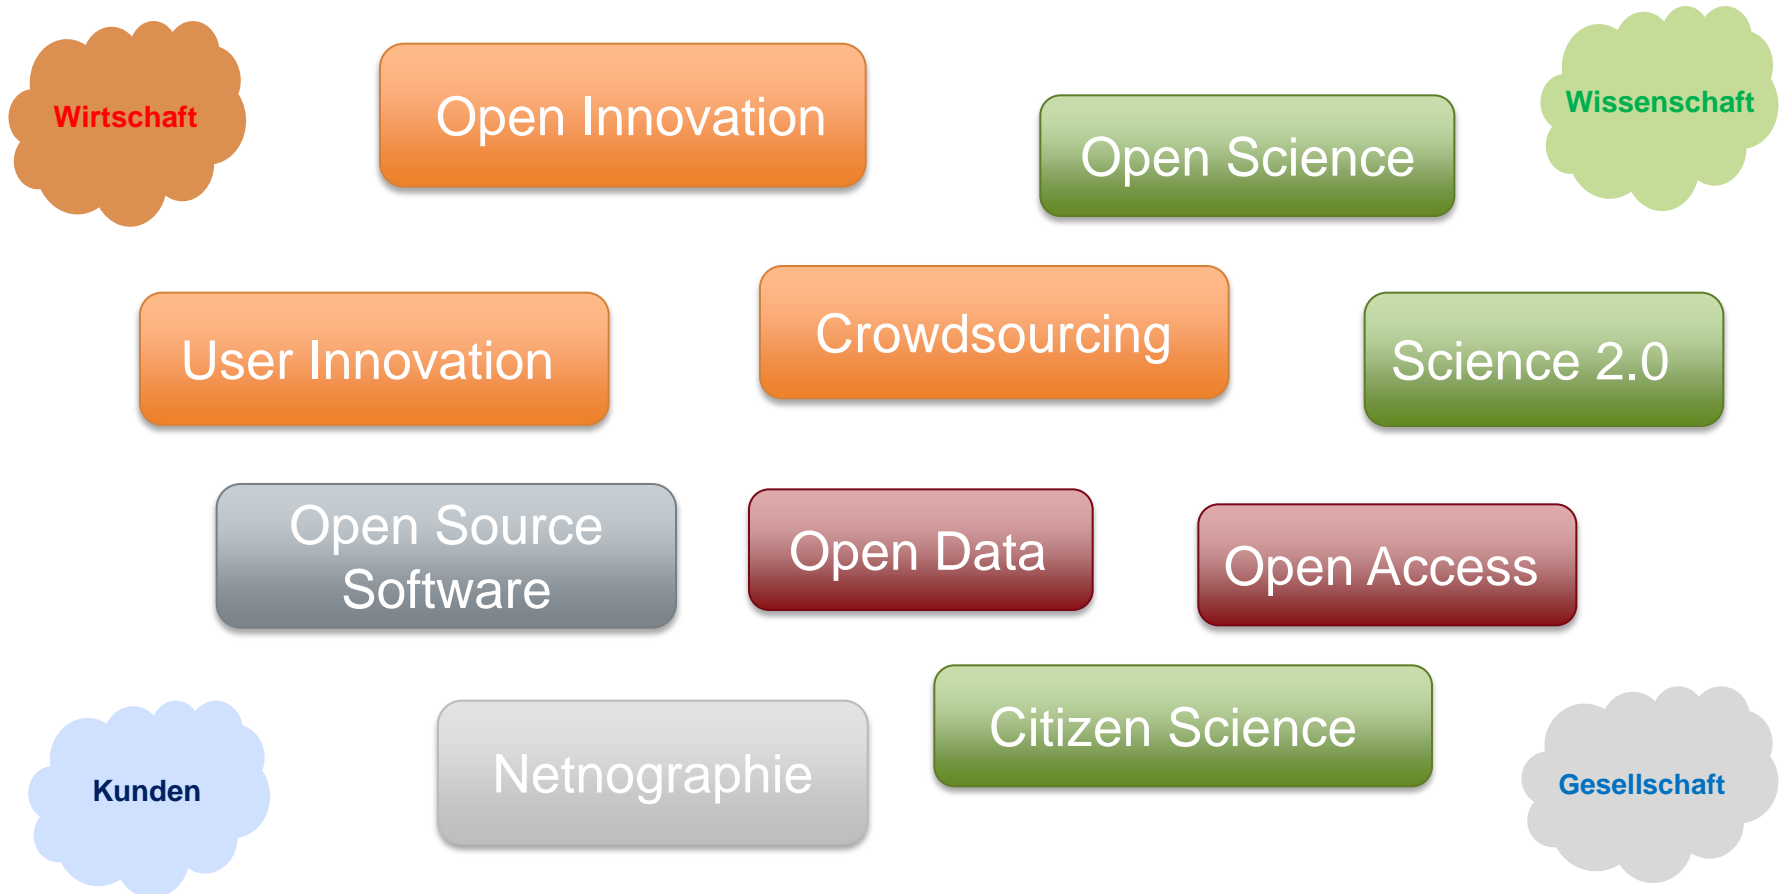 Wirtschaft
Open Innovation
Open Science
Wissenschaft
User Innovation
Crowdsourcing
Science 2.0
Open Source
Software
Open Data
Open Access
Kunden
Netnographie
Citizen Science
Gesellschaft